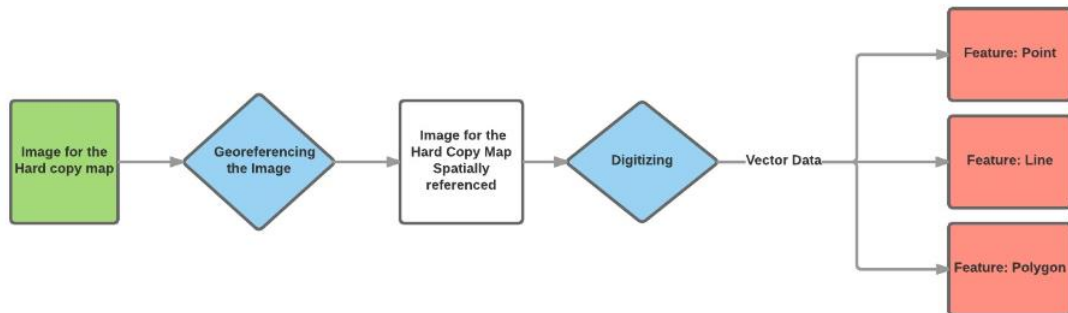 Image for the
Hard copy map
Georeferencing
the Image
Image for the
Hard Copy Map
Spatially
referenced
Digitizing
Vector Data
Feature: Point
Feature: Line
Feature: Polygon